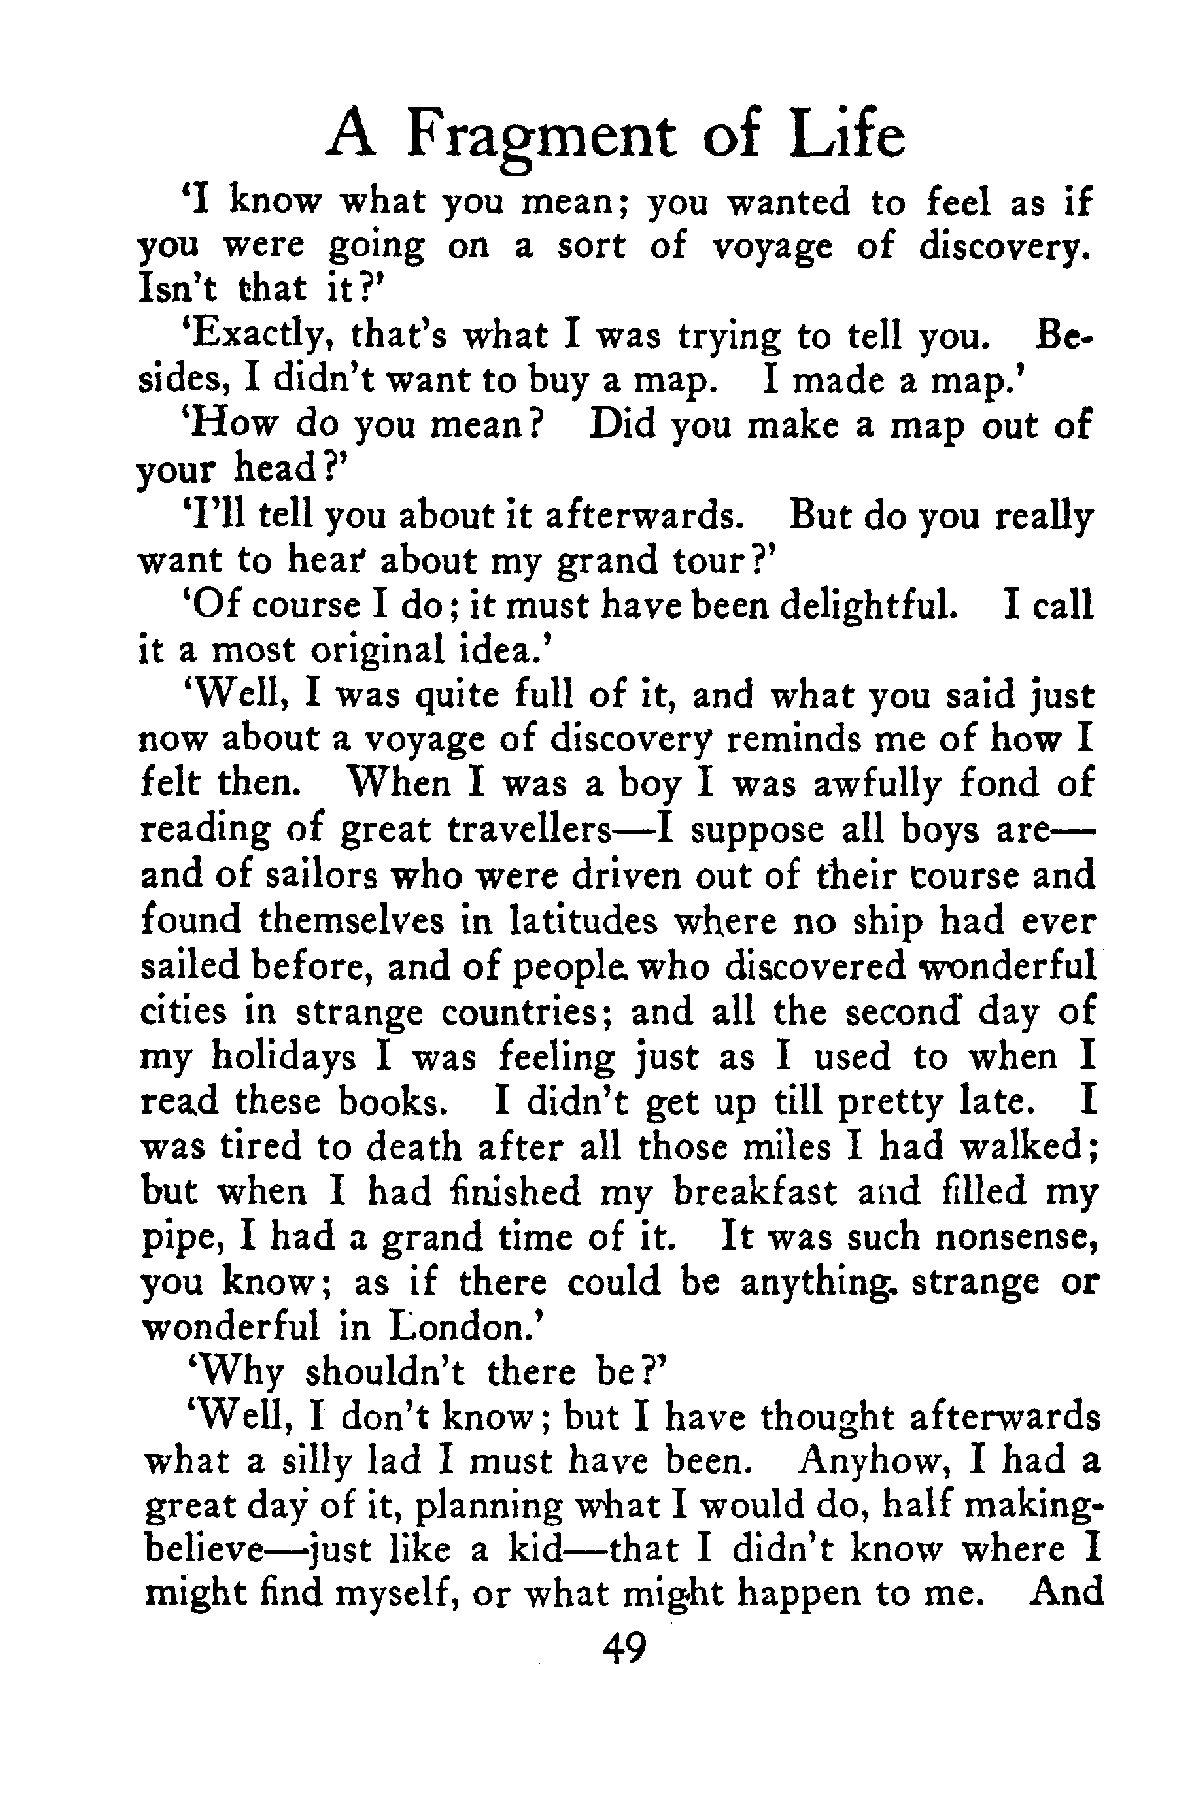 A Fragment of Life
‘I know what you mean; you wanted to feel as if
you were going on a sort of voyage of discovery.
Isn’t that it?’
‘Exactly, that’s what I was trying to tell you. Be-
sides, I didn’t want to buy a map. I made a map.’
‘How do you mean? Did you make a map out of
your head?’
‘I’ll tell you about it afterwards. But do you really
want to hear about my grand tour?’
‘Of course I do; it must have been delightful. I call
it a most original idea.’
‘Well, I was quite full of it, and what you said just
now about a voyage of discovery reminds me of how I
felt then. When I was a boy I was awfully fond of
reading of great travellers—I suppose all boys are—
and of sailors who were driven out of their course and
found themselves in latitudes where no ship had ever
sailed before, and of people who discovered wonderful
cities in strange countries; and all the second day of
my holidays I was feeling just as I used to when I
read these books. I didn’t get up till pretty late. I
was tired to death after all those miles I had walked;
but when I had finished my breakfast and filled my
pipe, I had a grand time of it. It was such nonsense,
you know; as if there could be anything strange or
wonderful in London.’
‘Why shouldn’t there be?’
‘Well, I don’t know; but I have thought afterwards
what a silly lad I must have been. Anyhow, I had a
great day of it, planning what I would do, half making-
believe—just like a kid—that I didn’t know where I
might find myself, or what might happen to me. And
49